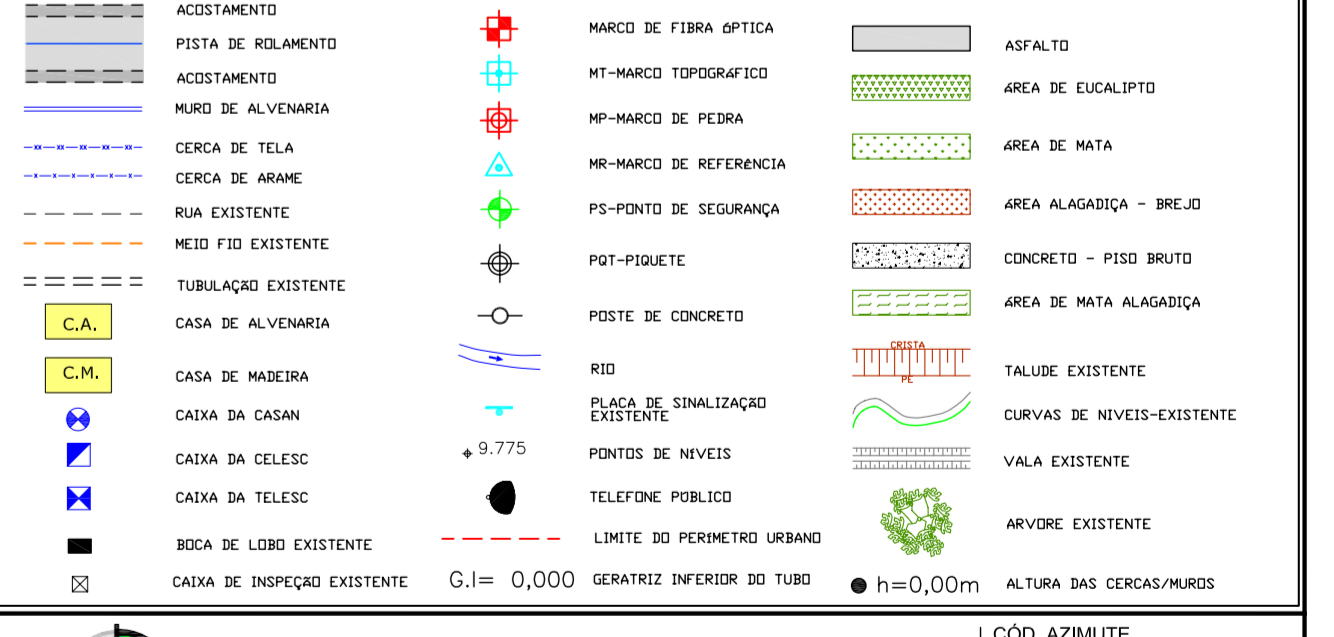 ACOSTAMENTO
PISTA DE ROLAMENTO
ACOSTAMENTO
MURO DE ALVENARIA
CERCA DE TELA
CERCA DE ARAME
RUA EXISTENTE
MEIO FIO EXISTENTE
TUBULAÇÃO EXISTENTE
C.A.
CASA DE ALVENARIA
C.M.
CASA DE MADEIRA
CAIXA DA CASAN
CAIXA DA CELESC
CAIXA DA TELESC
BOCA DE LOBO EXISTENTE
CAIXA DE INSPEÇÃO EXISTENTE
MARCO DE FIBRA ÓPTICA
MT-MARCO TOPOGRÁFICO
MP-MARCO DE PEDRA
MR-MARCO DE REFERÊNCIA
PS-PONTO DE SEGURANÇA
PQT-PIQUETE
POSTE DE CONCRETO
RIO
PLACA DE SINALIZAÇÃO
EXISTENTE
9.775
PONTOS DE NÍVEIS
TELEFONE PÚBLICO
LIMITE DO PERÍMETRO URBANO
G.I= 0,000
GERATRIZ INFERIOR DO TUBO
ASFALTO
ÁREA DE EUCALIPTO
ÁREA DE MATA
ÁREA ALAGADIÇA - BREJO
CONCRETO - PISO BRUTO
ÁREA DE MATA ALAGADIÇA
CRISTA
PE
TALUDE EXISTENTE
CURVAS DE NIVEIS-EXISTENTE
VALA EXISTENTE
ARVORE EXISTENTE
h=0,00m
ALTURA DAS CERCAS/MUROS
CÓD. AZIMUTE